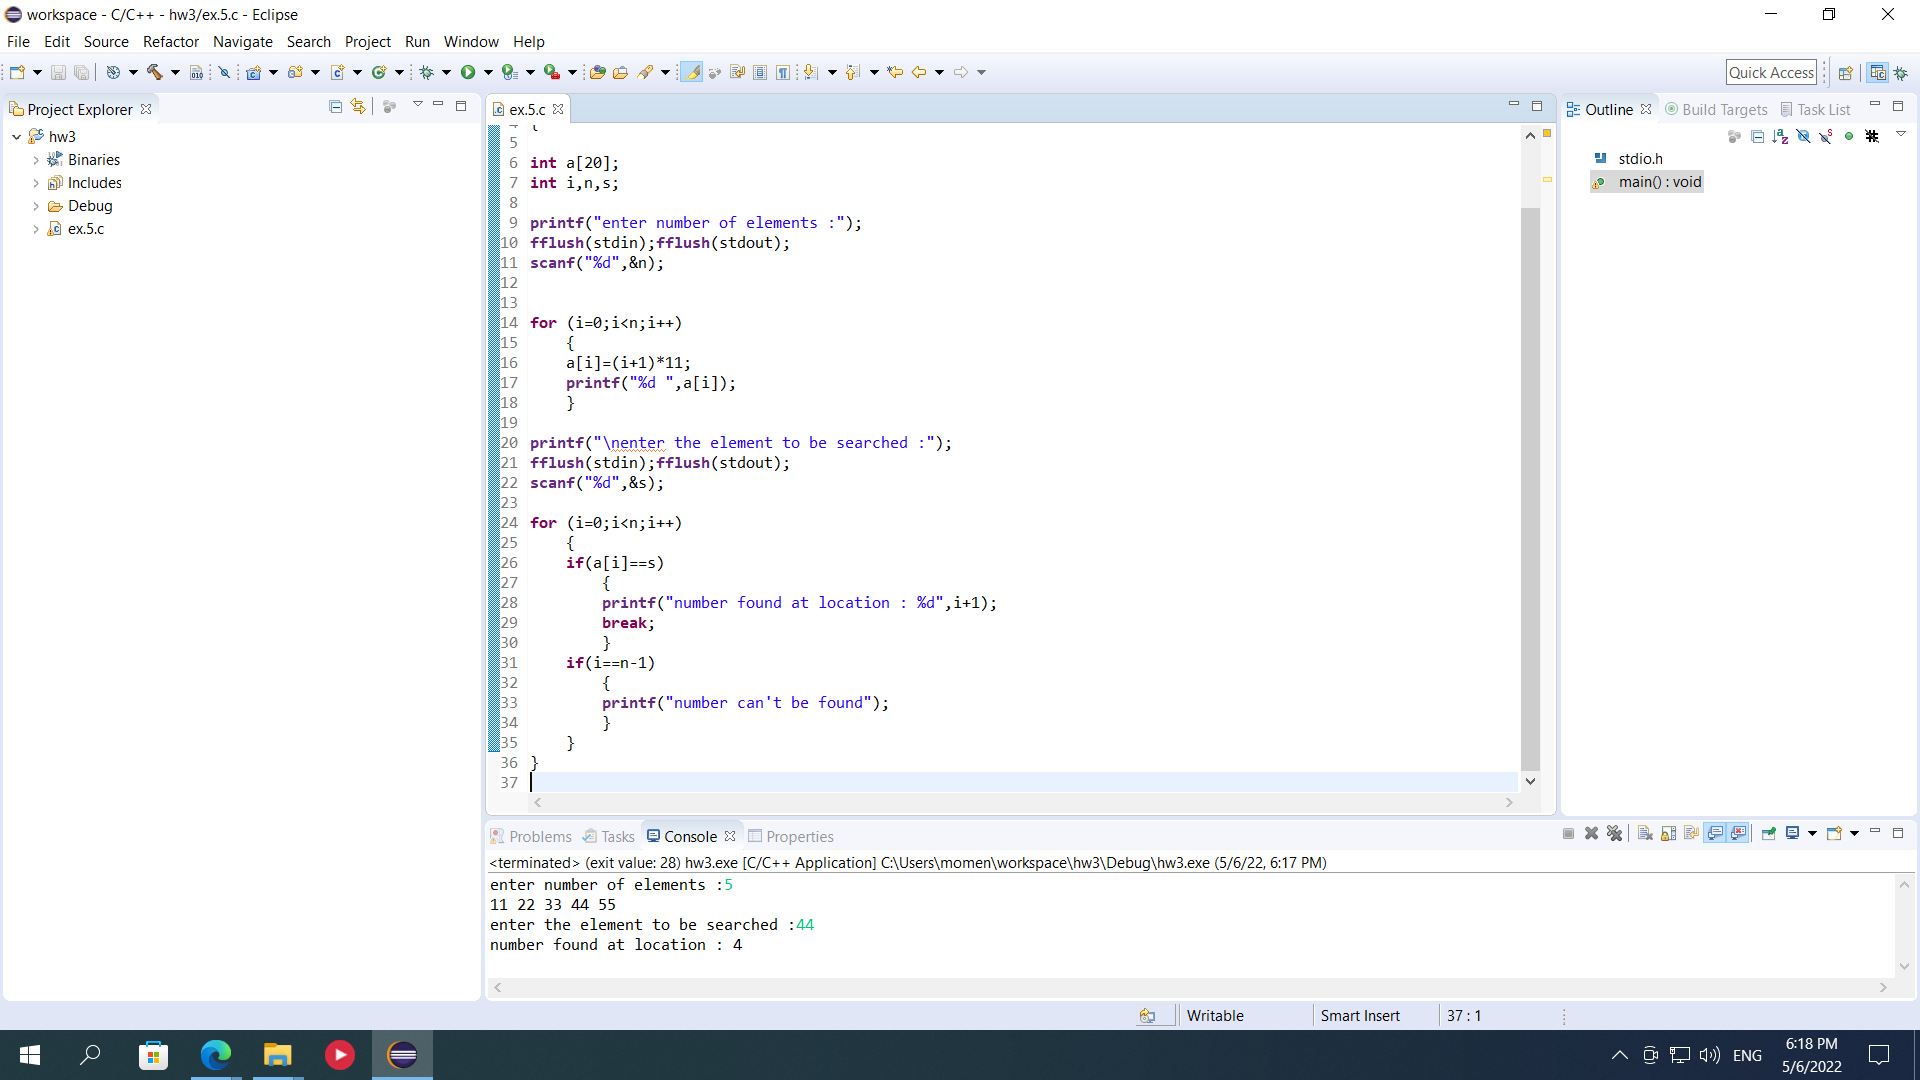 workspace - C/C++ - hw3/ex.5.c - Eclipse
File Edit Source Refactor Navigate Search Project Run Window Help
Quick Access
Project Explorer
hw3
Binaries
Includes
Debug
ex.5.c
ex.5.c
4 {
5
6 int a[20];
7 int i,n,s;
8
9 printf("enter number of elements :");
10 fflush(stdin);fflush(stdout);
11 scanf("%d",&n);
12
13
14 for (i=0;i<n;i++)
15 {
16 a[i]=(i+1)*11;
17 printf("%d ",a[i]);
18 }
19
20 printf("\nenter the element to be searched :");
21 fflush(stdin);fflush(stdout);
22 scanf("%d",&s);
23
24 for (i=0;i<n;i++)
25 {
26 if(a[i]==s)
27 {
28 printf("number found at location : %d",i+1);
29 break;
30 }
31 if(i==n-1)
32 {
33 printf("number can't be found");
34 }
35 }
36 }
37
Outline Build Targets Task List
stdio.h
main() : void
Problems Tasks Console Properties
<terminated> (exit value: 28) hw3.exe [C/C++ Application] C:\Users\momen\workspace\hw3\Debug\hw3.exe (5/6/22, 6:17 PM)
enter number of elements :5
11 22 33 44 55
enter the element to be searched :44
number found at location : 4
Writable Smart Insert 37 : 1
ENG
6:18 PM
5/6/2022